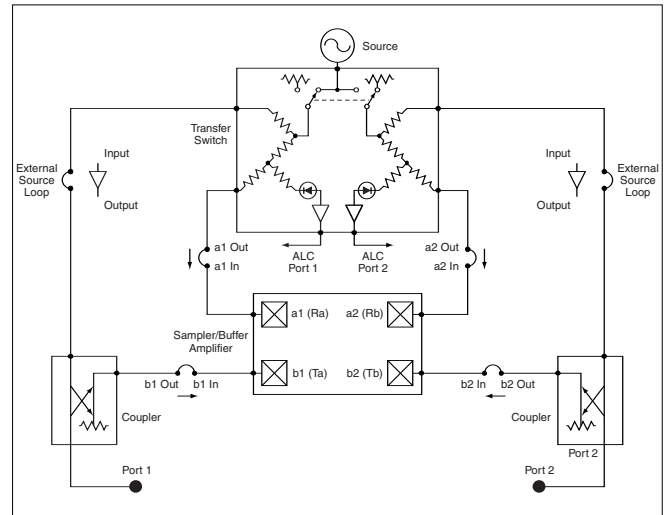 Source
Transfer
Switch
External
Source
Loop
Input
Output
Input
Output
External
Source
Loop
a1 Out
a1 In
ALC
Port 1
ALC
Port 2
a2 Out
a2 In
Sampler/Buffer
Amplifier
a1 (Ra)
a2 (Rb)
b1 (Ta)
b2 (Tb)
b1 Out
b1 In
b2 In
b2 Out
Coupler
Coupler
Port 2
Port 1
Port 2